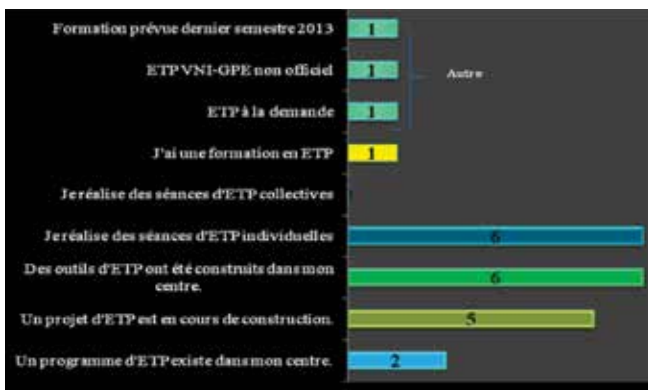 Formation prévue dernier semestre 2013
1
ETP VNI-GPE non officiel
1
Autre
ETP à la demande
1
J'ai une formation en ETP
1
Je réalise des séances d'ETP collectives
Je réalise des séances d'ETP individuelles
6
Des outils d'ETP ont été construits dans mon
centre.
6
Un projet d'ETP est en cours de construction.
5
Un programme d'ETP existe dans mon centre.
2